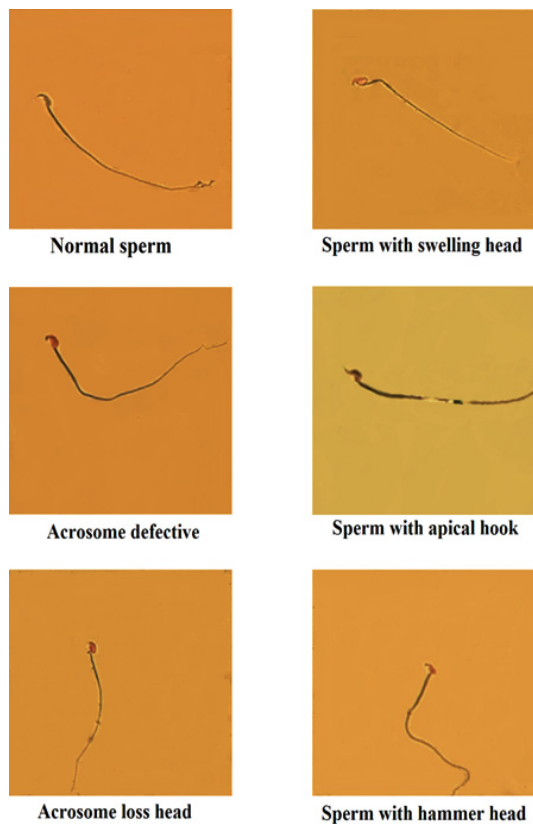 Normal sperm
Sperm with swelling head
Acrosome defective
Sperm with apical hook
Acrosome loss head
Sperm with hammer head